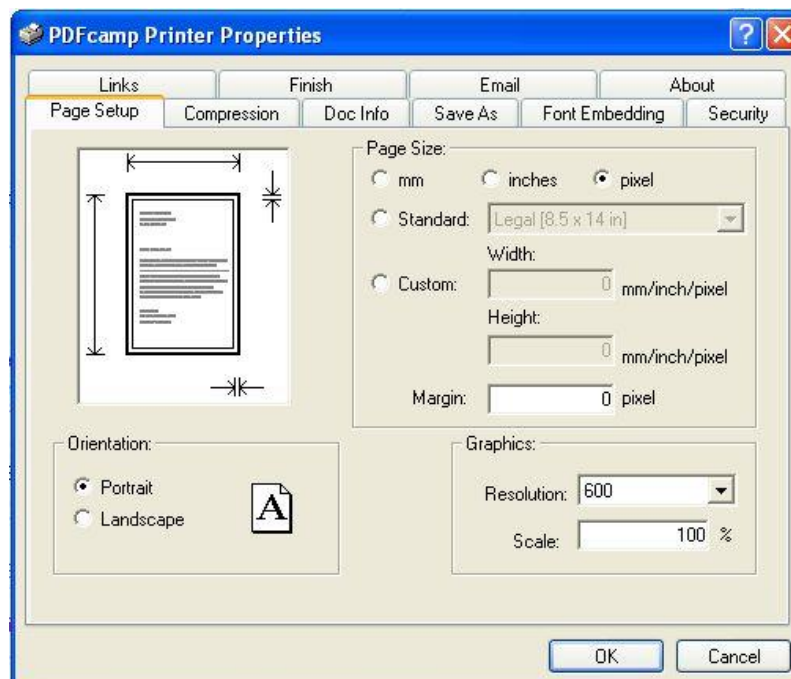 PDFcamp Printer Properties
Links Finish Email About
Page Setup Compression Doc Info Save As Font Embedding Security
Page Size:
mm inches pixel
Standard: Legal [8.5 x 14 in]
Width:
Custom: 0 mm/inch/pixel
Height:
0 mm/inch/pixel
Margin: 0 pixel
Orientation:
Portrait
Landscape
A
Graphics:
Resolution: 600
Scale: 100 %
OK Cancel